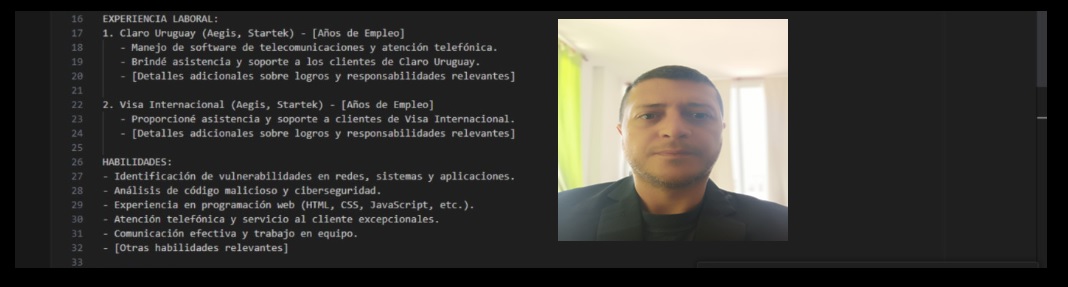 16 EXPERIENCIA LABORAL:
17 1. Claro Uruguay (Aegis, Startek) - [Años de Empleo]
18 - Manejo de software de telecomunicaciones y atención telefónica.
19 - Brindé asistencia y soporte a los clientes de Claro Uruguay.
20 - [Detalles adicionales sobre logros y responsabilidades relevantes]
21
22 2. Visa Internacional (Aegis, Startek) - [Años de Empleo]
23 - Proporcioné asistencia y soporte a clientes de Visa Internacional.
24 - [Detalles adicionales sobre logros y responsabilidades relevantes]
25
26 HABILIDADES:
27 - Identificación de vulnerabilidades en redes, sistemas y aplicaciones.
28 - Análisis de código malicioso y ciberseguridad.
29 - Experiencia en programación web (HTML, CSS, JavaScript, etc.).
30 - Atención telefónica y servicio al cliente excepcionales.
31 - Comunicación efectiva y trabajo en equipo.
32 - [Otras habilidades relevantes]
33